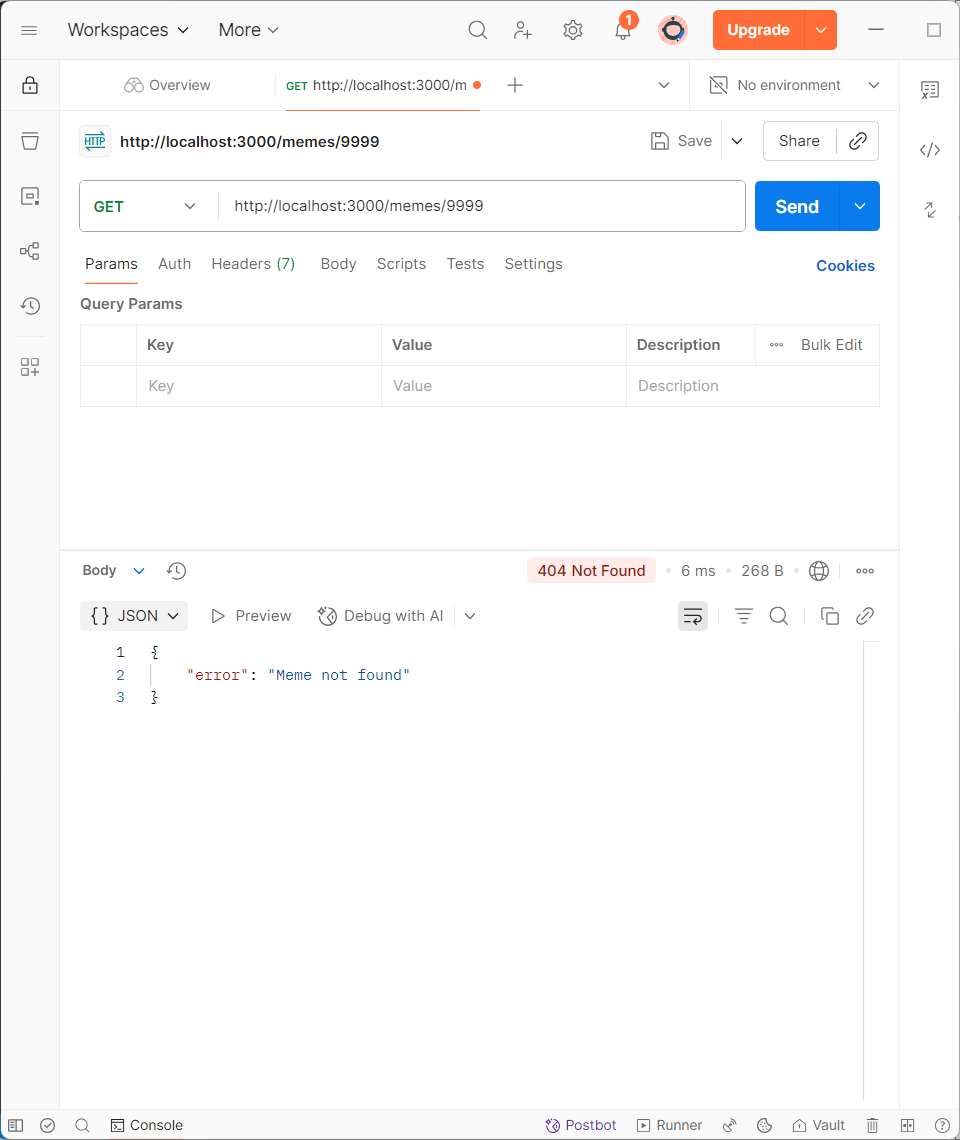 Workspaces More 1 Upgrade
Overview GET http://localhost:3000/m No environment
HTTP http://localhost:3000/memes/9999 Save Share
GET http://localhost:3000/memes/9999 Send
Params Auth Headers (7) Body Scripts Tests Settings Cookies
Query Params
Key Value Description Bulk Edit
Key Value Description
Body 404 Not Found 6 ms 268 B
{} JSON Preview Debug with AI
1 {
2 "error": "Meme not found"
3 }
Console Postbot Runner Vault